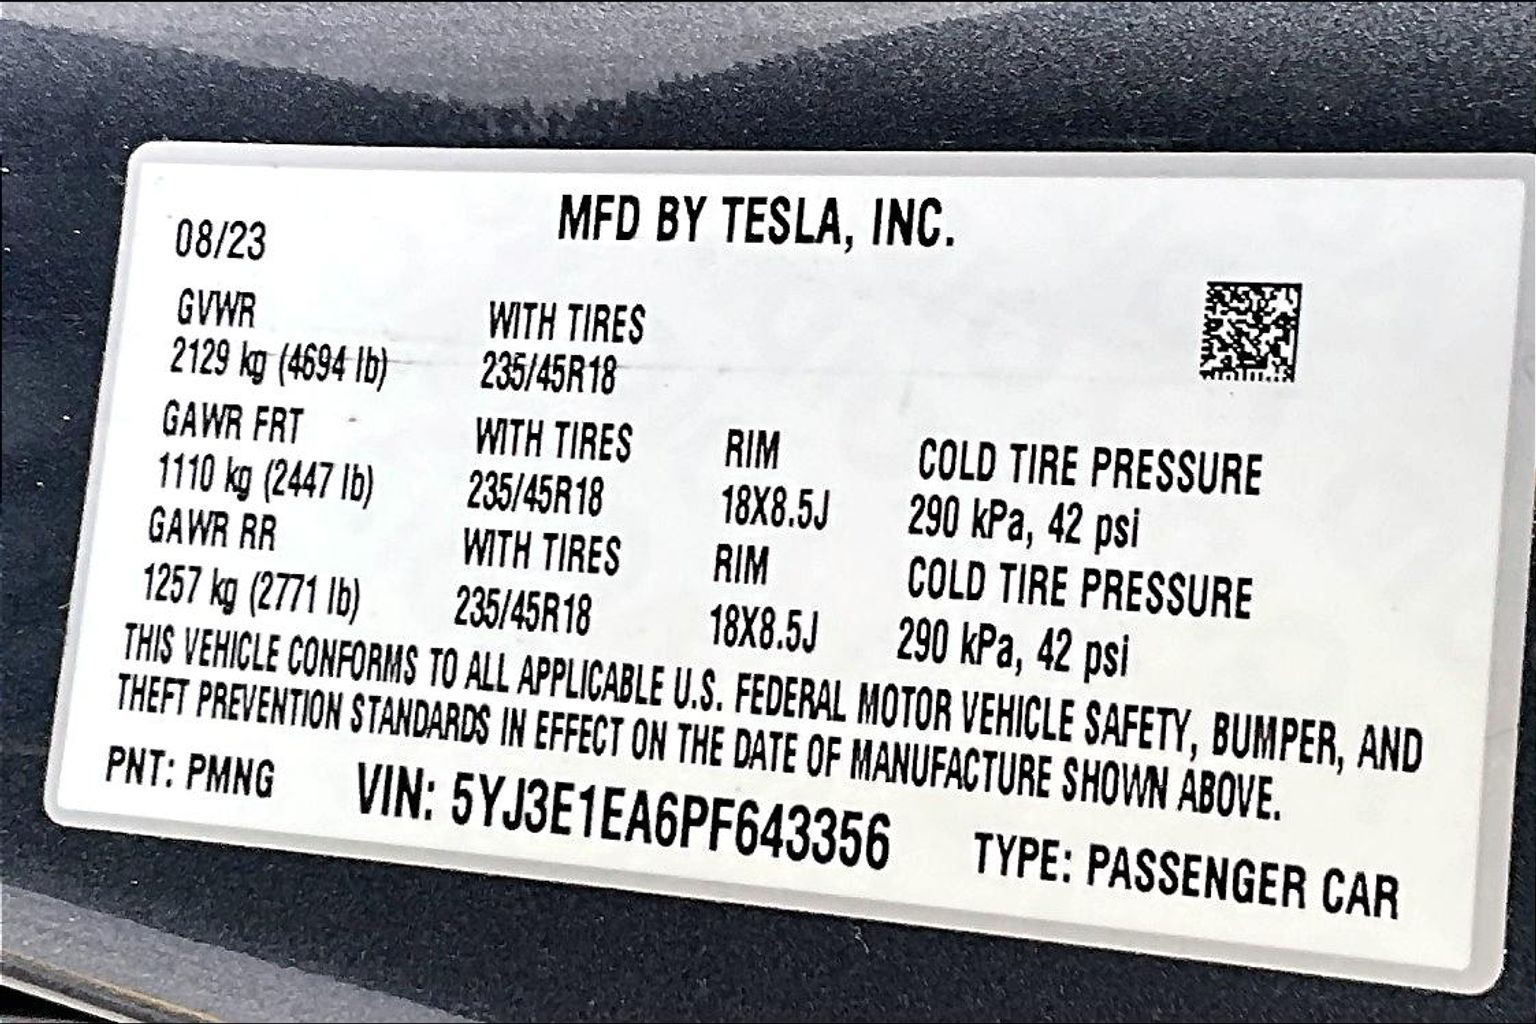 MFD BY TESLA, INC.
08/23
GVWR WITH TIRES
2129 kg (4694 lb) 235/45R18
GAWR FRT WITH TIRES RIM COLD TIRE PRESSURE
1110 kg (2447 lb) 235/45R18 18X8.5J 290 kPa, 42 psi
GAWR RR WITH TIRES RIM COLD TIRE PRESSURE
1257 kg (2771 lb) 235/45R18 18X8.5J 290 kPa, 42 psi
THIS VEHICLE CONFORMS TO ALL APPLICABLE U.S. FEDERAL MOTOR VEHICLE SAFETY, BUMPER, AND
THEFT PREVENTION STANDARDS IN EFFECT ON THE DATE OF MANUFACTURE SHOWN ABOVE.
PNT: PMNG VIN: 5YJ3E1EA6PF643356 TYPE: PASSENGER CAR